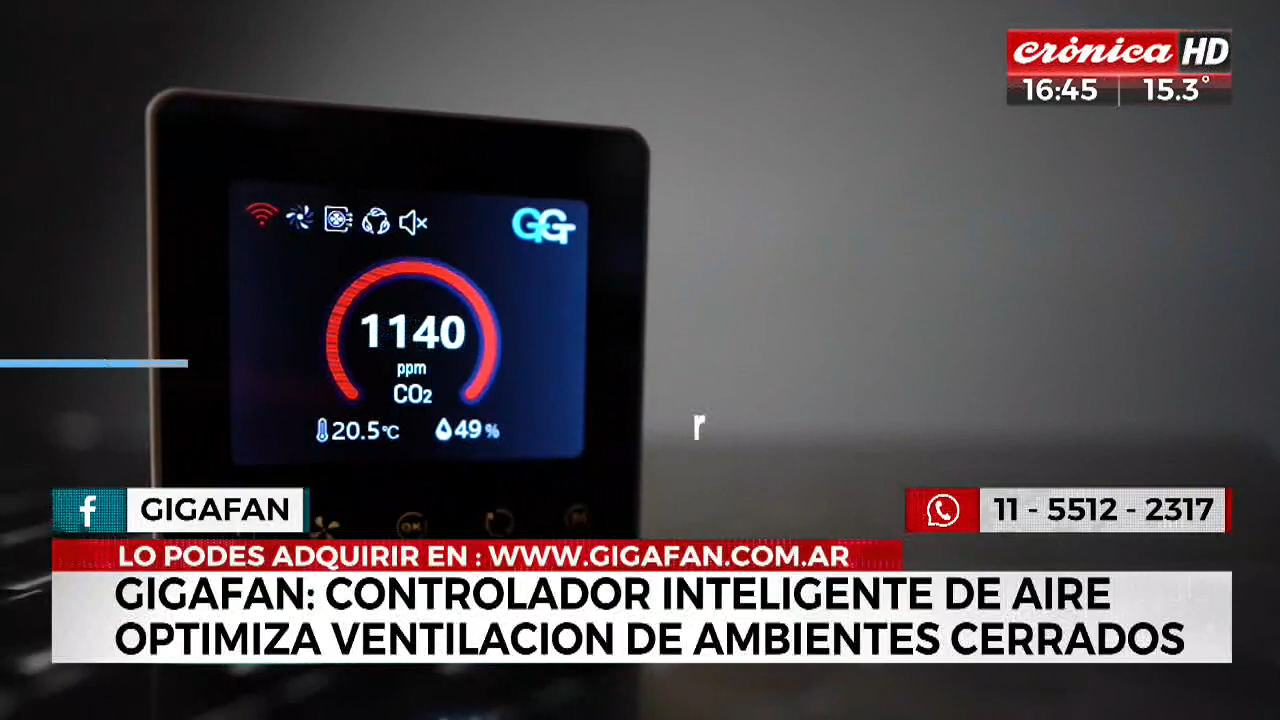 crónica HD
16:45 15.3°
GG
1140
ppm
CO2
20.5°C 49%
r
OK
GIGAFAN
11 - 5512 - 2317
LO PODES ADQUIRIR EN : WWW.GIGAFAN.COM.AR
GIGAFAN: CONTROLADOR INTELIGENTE DE AIRE
OPTIMIZA VENTILACION DE AMBIENTES CERRADOS